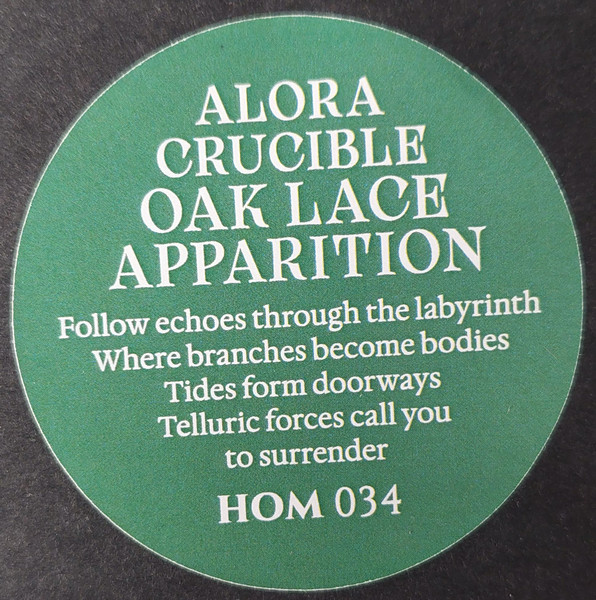 ALORA
CRUCIBLE
OAK LACE
APPARITION
Follow echoes through the labyrinth
Where branches become bodies
Tides form doorways
Telluric forces call you
to surrender
HOM 034